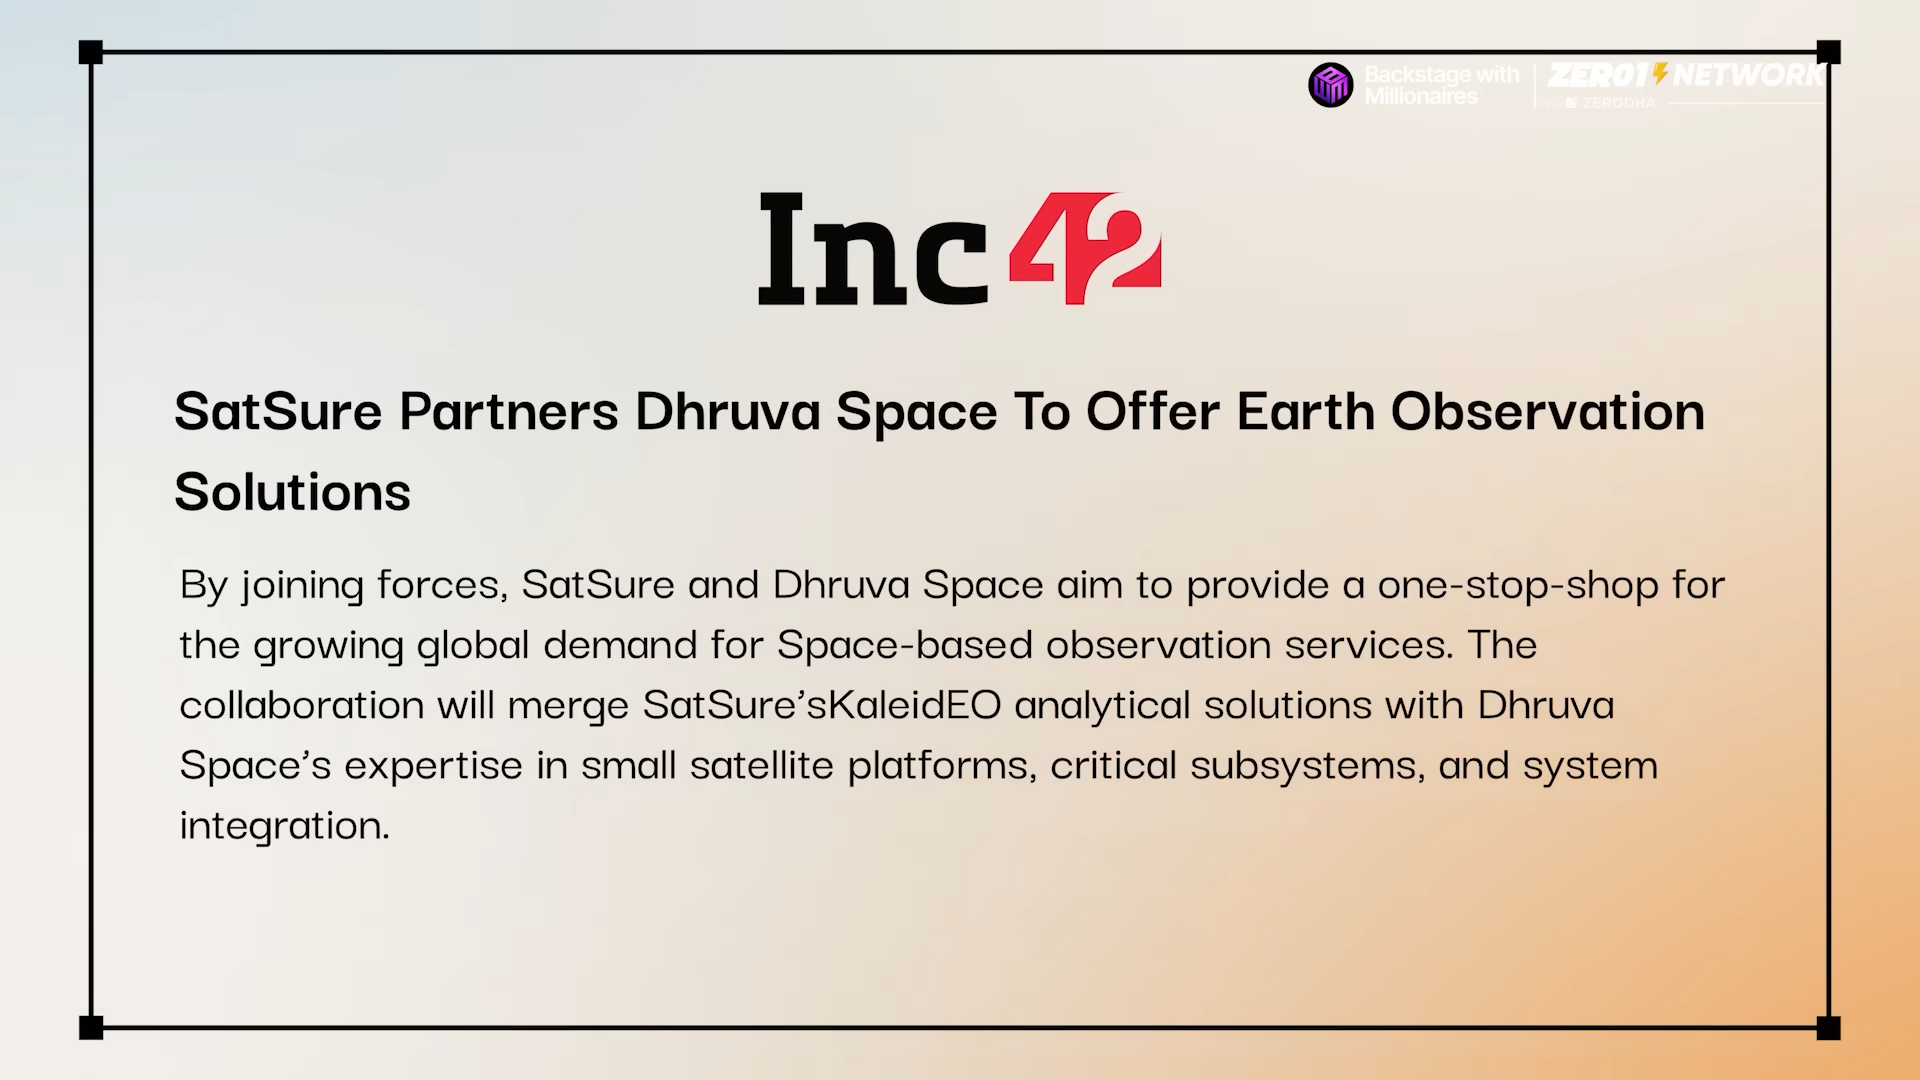 Backstage with
Millionaires
ZERO1 NETWORK
ZERODHA
Inc42
SatSure Partners Dhruva Space To Offer Earth Observation
Solutions
By joining forces, SatSure and Dhruva Space aim to provide a one-stop-shop for
the growing global demand for Space-based observation services. The
collaboration will merge SatSure’sKaleidEO analytical solutions with Dhruva
Space’s expertise in small satellite platforms, critical subsystems, and system
integration.